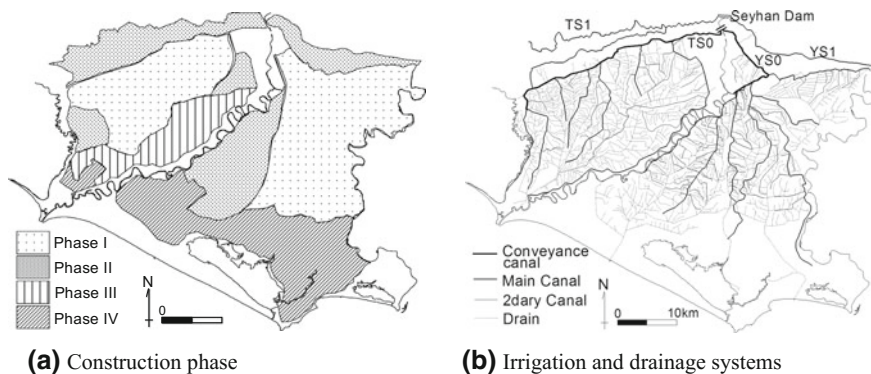 Phase I
Phase II
Phase III
Phase IV
N
0
(a) Construction phase
TS1
Seyhan Dam
TS0
YS0
YS1
Conveyance
canal
Main Canal
2dary Canal
Drain
N
0 10km
(b) Irrigation and drainage systems